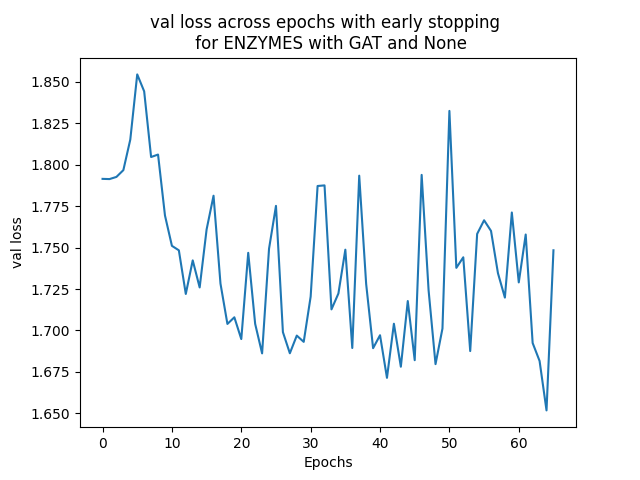 val loss across epochs with early stopping
for ENZYMES with GAT and None
1.850
1.825
1.800
1.775
1.750
1.725
1.700
1.675
1.650
val loss
0 10 20 30 40 50 60
Epochs